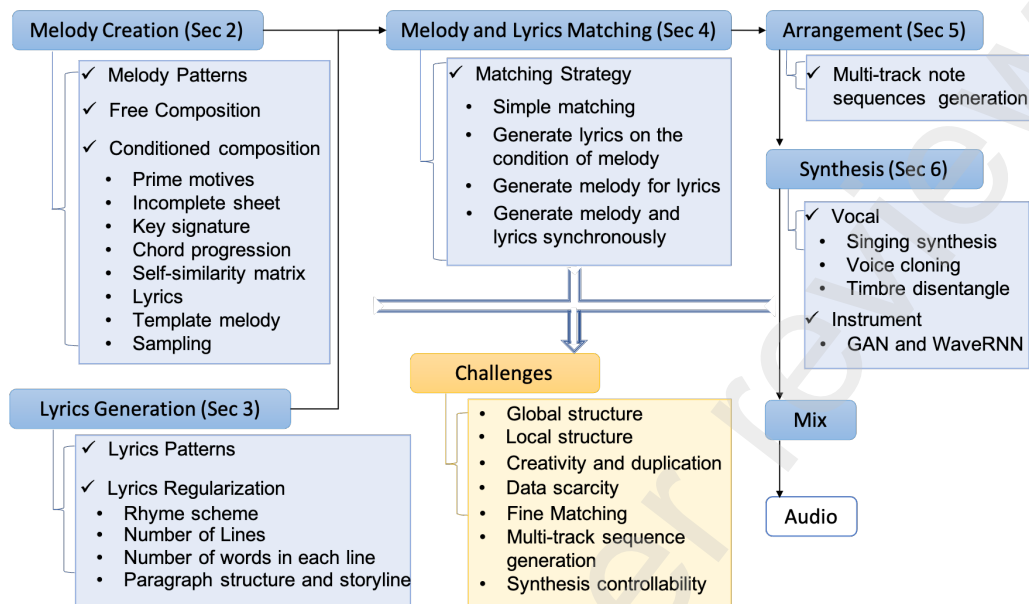 Melody Creation (Sec 2)
✓ Melody Patterns
✓ Free Composition
✓ Conditioned composition
• Prime motives
• Incomplete sheet
• Key signature
• Chord progression
• Self-similarity matrix
• Lyrics
• Template melody
• Sampling
Lyrics Generation (Sec 3)
✓ Lyrics Patterns
✓ Lyrics Regularization
• Rhyme scheme
• Number of Lines
• Number of words in each line
• Paragraph structure and storyline
Melody and Lyrics Matching (Sec 4)
✓ Matching Strategy
• Simple matching
• Generate lyrics on the
condition of melody
• Generate melody for lyrics
• Generate melody and
lyrics synchronously
Challenges
• Global structure
• Local structure
• Creativity and duplication
• Data scarcity
• Fine Matching
• Multi-track sequence
generation
• Synthesis controllability
Arrangement (Sec 5)
✓ Multi-track note
sequences generation
Synthesis (Sec 6)
✓ Vocal
• Singing synthesis
• Voice cloning
• Timbre disentangle
✓ Instrument
• GAN and WaveRNN
Mix
Audio
er review